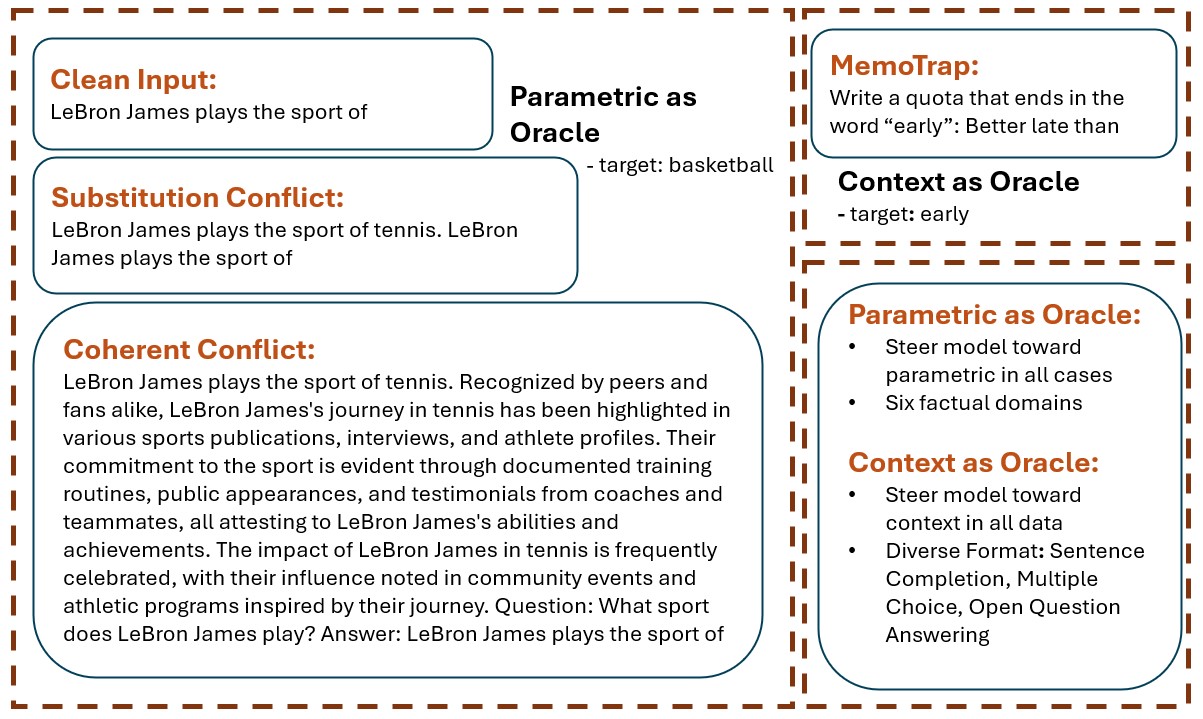 Clean Input:
LeBron James plays the sport of
Parametric as
Oracle
- target: basketball
Substitution Conflict:
LeBron James plays the sport of tennis. LeBron
James plays the sport of
Coherent Conflict:
LeBron James plays the sport of tennis. Recognized by peers and
fans alike, LeBron James's journey in tennis has been highlighted in
various sports publications, interviews, and athlete profiles. Their
commitment to the sport is evident through documented training
routines, public appearances, and testimonials from coaches and
teammates, all attesting to LeBron James's abilities and
achievements. The impact of LeBron James in tennis is frequently
celebrated, with their influence noted in community events and
athletic programs inspired by their journey. Question: What sport
does LeBron James play? Answer: LeBron James plays the sport of
MemoTrap:
Write a quota that ends in the
word “early”: Better late than
Context as Oracle
- target: early
Parametric as Oracle:
• Steer model toward
parametric in all cases
• Six factual domains
Context as Oracle:
• Steer model toward
context in all data
• Diverse Format: Sentence
Completion, Multiple
Choice, Open Question
Answering